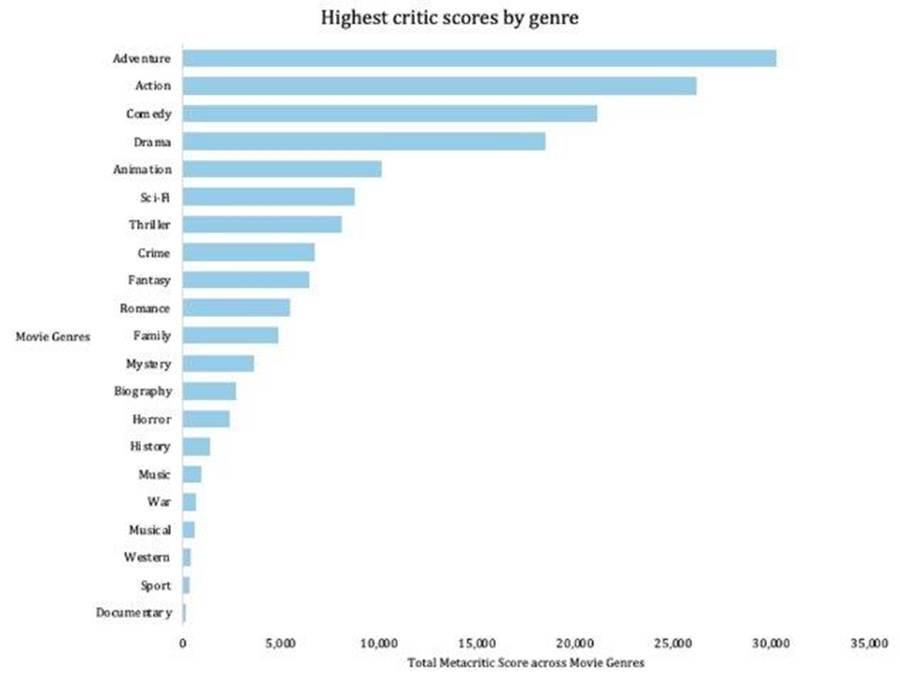 Highest critic scores by genre
Adventure
Action
Comedy
Drama
Animation
Sci-Fi
Thriller
Crime
Fantasy
Romance
Movie Genres
Family
Mystery
Biography
Horror
History
Music
War
Musical
Western
Sport
Documentary
0 5,000 10,000 15,000 20,000 25,000 30,000 35,000
Total Metacritic Score across Movie Genres